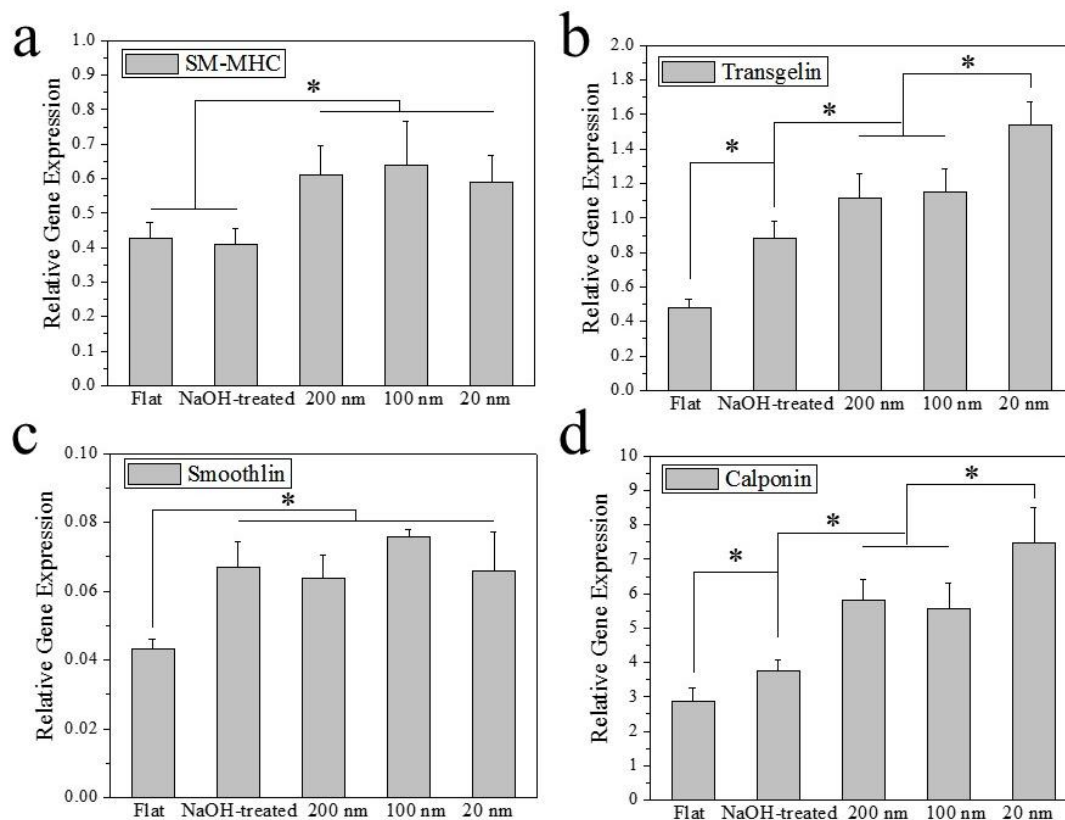 a
SM-MHC
*
Relative Gene Expression
1.0
0.9
0.8
0.7
0.6
0.5
0.4
0.3
0.2
0.1
0.0
Flat NaOH-treated 200 nm 100 nm 20 nm
b
Transgelin
*
*
*
Relative Gene Expression
2.0
1.8
1.6
1.4
1.2
1.0
0.8
0.6
0.4
0.2
0.0
Flat NaOH-treated 200 nm 100 nm 20 nm
c
Smoothlin
*
Relative Gene Expression
0.10
0.08
0.06
0.04
0.02
0.00
Flat NaOH-treated 200 nm 100 nm 20 nm
d
Calponin
*
*
*
Relative Gene Expression
10
9
8
7
6
5
4
3
2
1
0
Flat NaOH-treated 200 nm 100 nm 20 nm